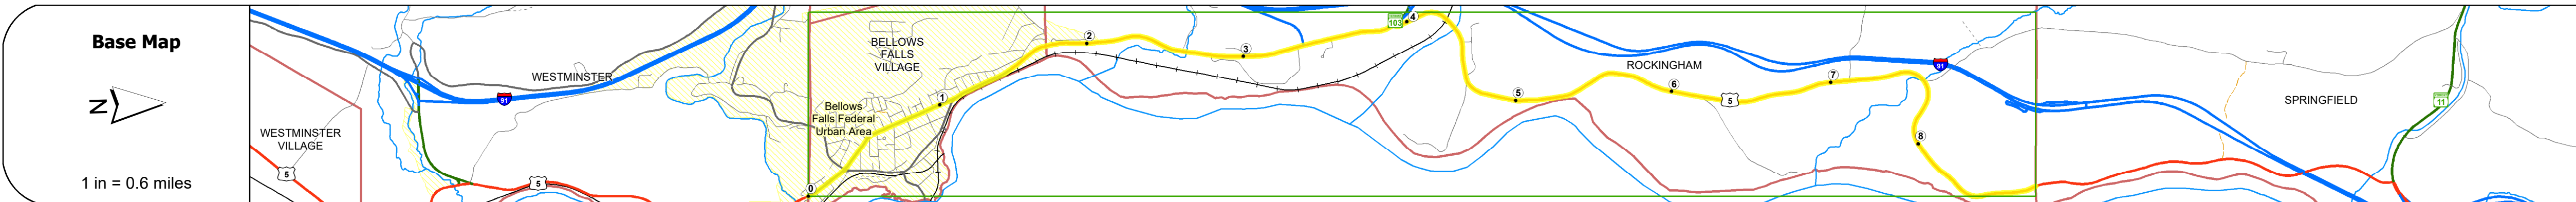 Base Map
N
1 in = 0.6 miles
WESTMINSTER
VILLAGE
5
91
WESTMINSTER
5
BELLOWS
FALLS
VILLAGE
Bellows
Falls Federal
Urban Area
0
1
2
3
103
4
5
ROCKINGHAM
6
5
7
91
8
SPRINGFIELD
11